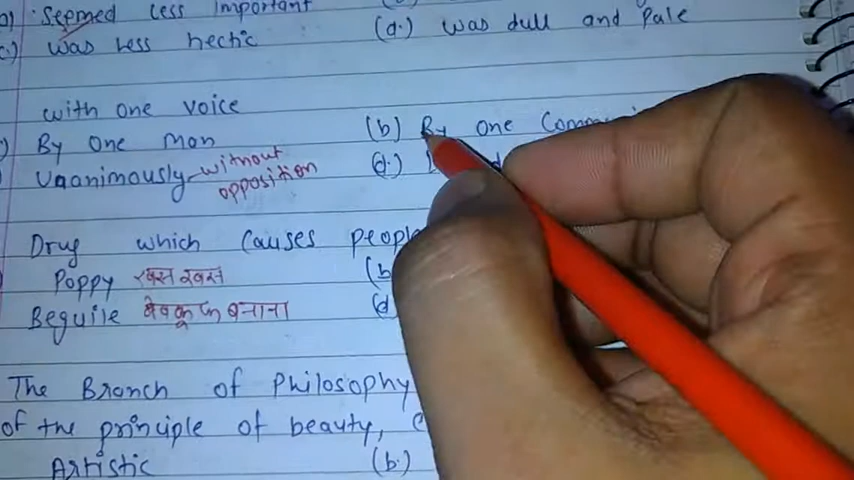 a) Seemed less important
c) Was Less hectic (d.) was dull and Pale
with one voice
By One Man (b) By one
Unanimously - without opposition (d.)
Drug which Causes
Poppy खस खस (b
Beguile बेवकूफ बनाना (d
The Branch of Philosophy
of the principle of beauty,
Artistic (b.)